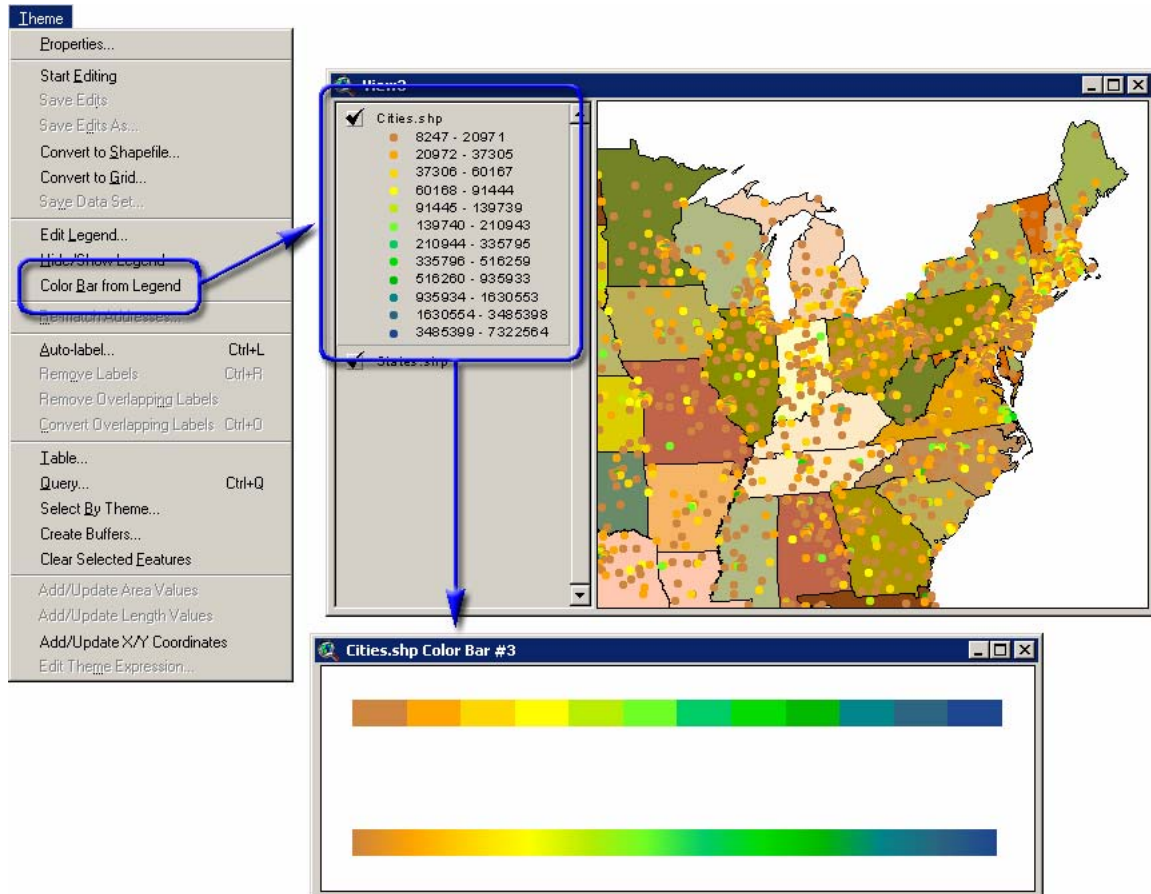 Theme
Properties...
Start Editing
Save Edits
Save Edits As...
Convert to Shapefile...
Convert to Grid...
Save Data Set...
Edit Legend...
Hide/Show Legend
Color Bar from Legend
Re-match Addresses...
Auto-label... Ctrl+L
Remove Labels Ctrl+R
Remove Overlapping Labels
Convert Overlapping Labels Ctrl+O
Table...
Query... Ctrl+Q
Select By Theme...
Create Buffers...
Clear Selected Features
Add/Update Area Values
Add/Update Length Values
Add/Update X/Y Coordinates
Edit Theme Expression...
View3
Cities.shp
8247 - 20971
20972 - 37305
37306 - 60167
60168 - 91444
91445 - 139739
139740 - 210943
210944 - 335795
335796 - 516259
516260 - 935933
935934 - 1630553
1630554 - 3485398
3485399 - 7322564
States.shp
Cities.shp Color Bar #3